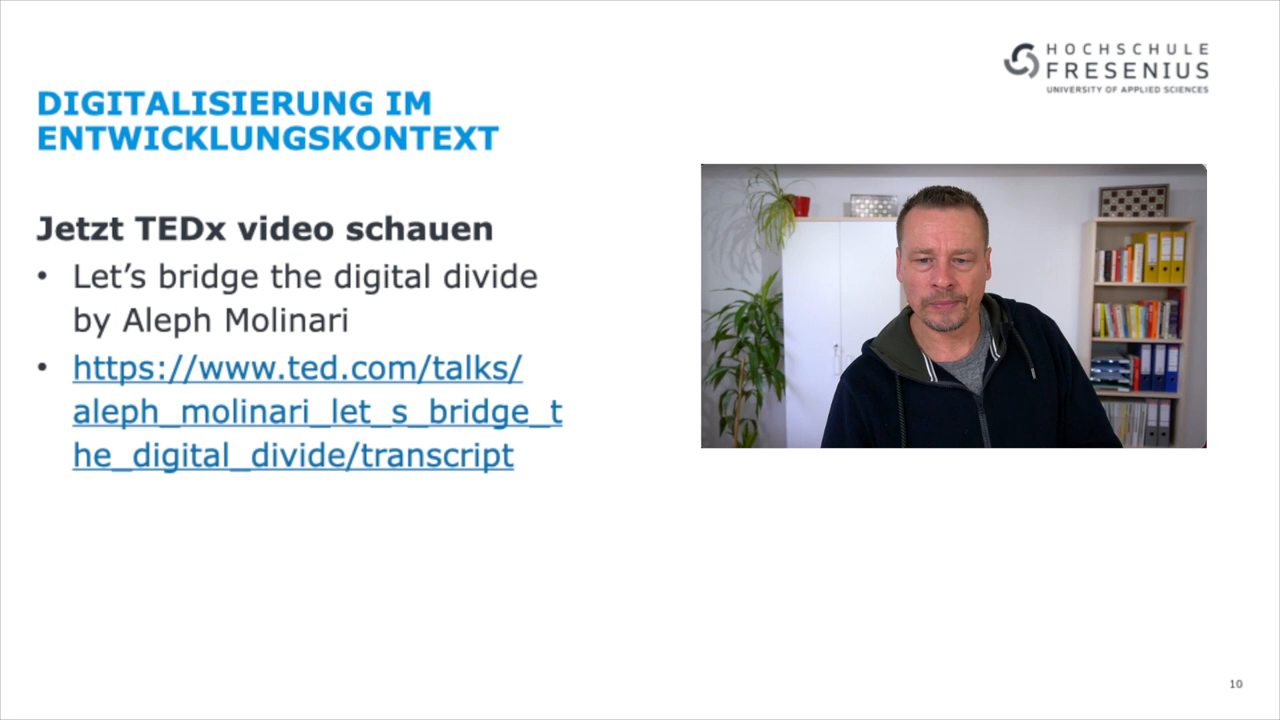 HOCHSCHULE
FRESENIUS
UNIVERSITY OF APPLIED SCIENCES
DIGITALISIERUNG IM
ENTWICKLUNGSKONTEXT
Jetzt TEDx video schauen
• Let’s bridge the digital divide
by Aleph Molinari
• https://www.ted.com/talks/
aleph_molinari_let_s_bridge_t
he_digital_divide/transcript
10